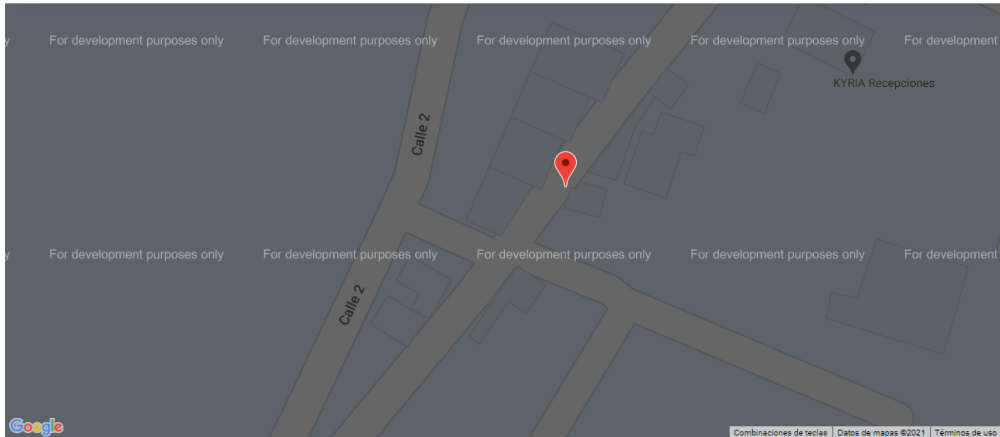 y
For development purposes only
For development purposes only
For development purposes only
For development purposes only
For development
KYRIA Recepciones
Calle 2
y
For development purposes only
For development purposes only
For development purposes only
For development purposes only
For development
Calle 2
Google
Combinaciones de teclas
Datos de mapas ©2021
Términos de uso